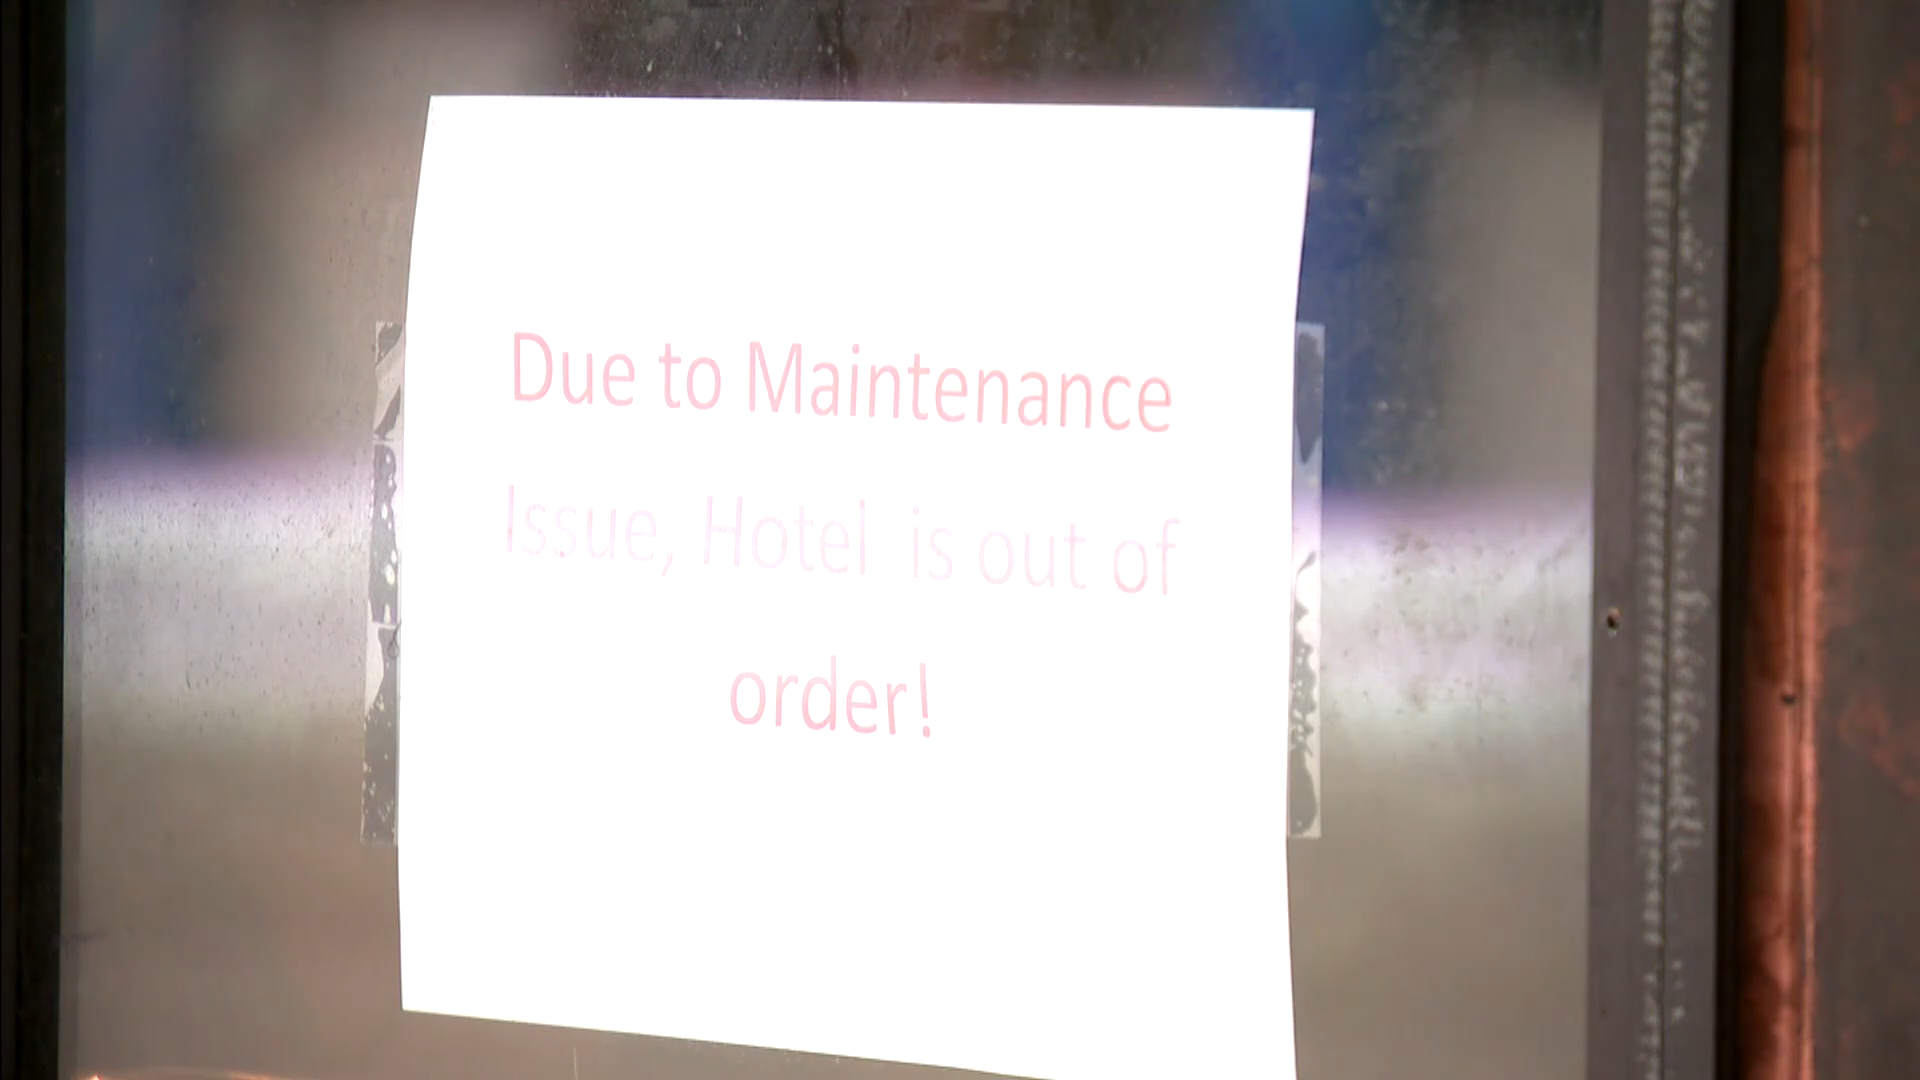 Due to Maintenance
Issue, Hotel is out of
order!